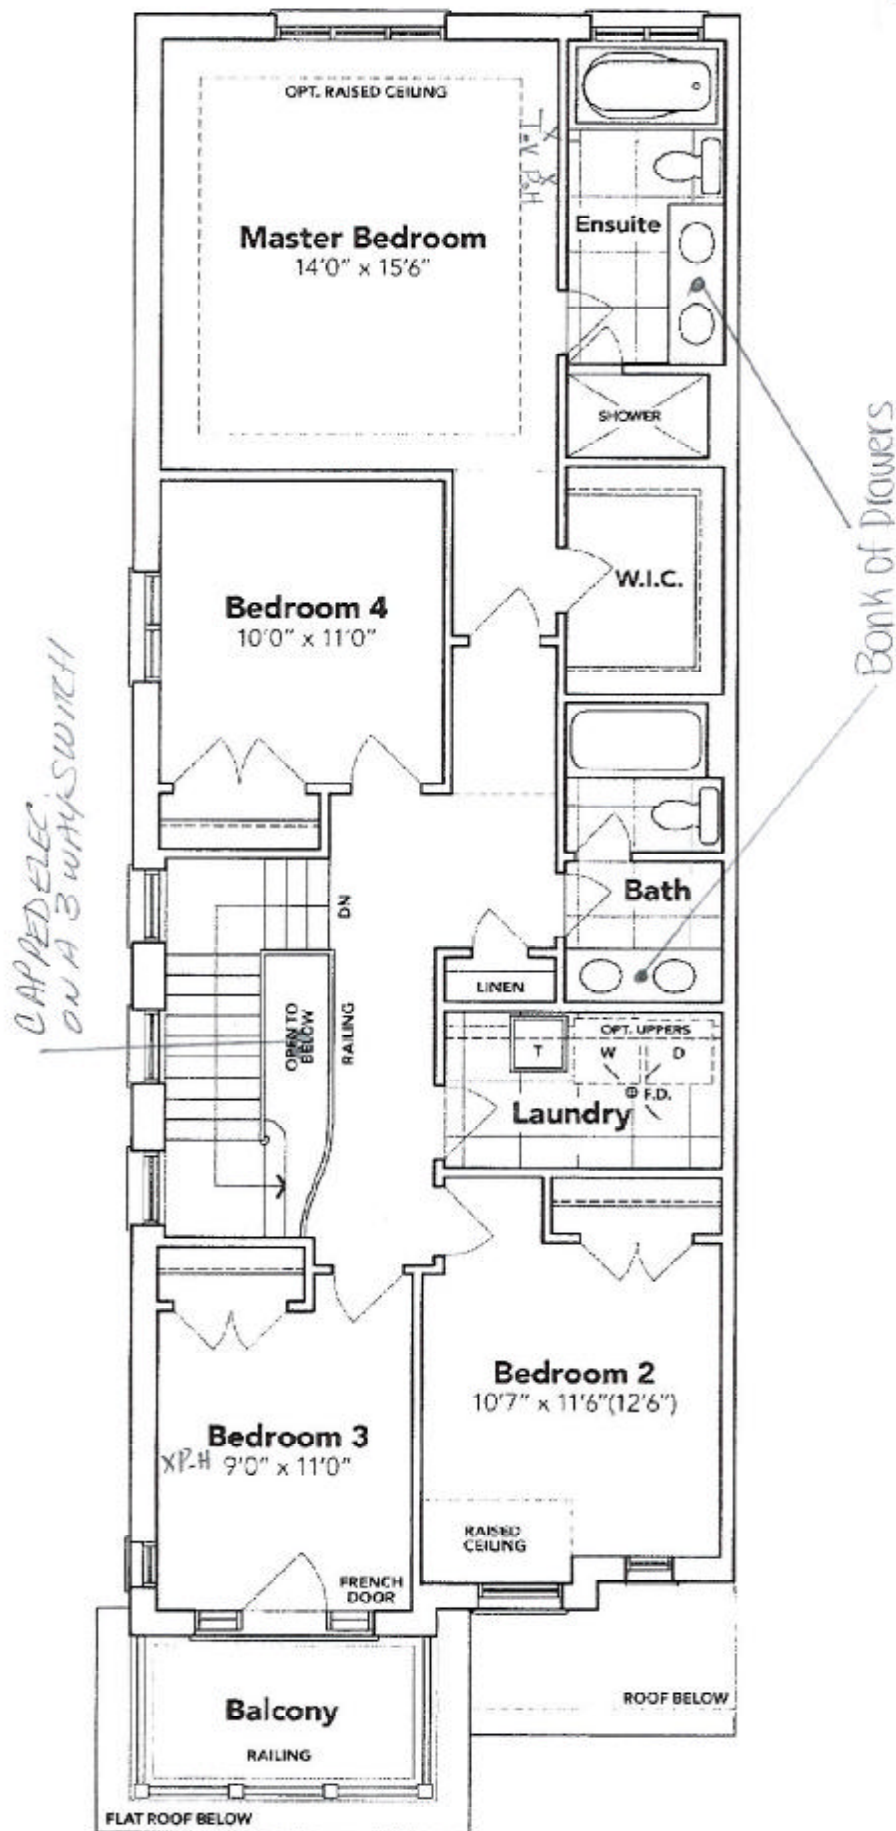 OPT. RAISED CEILING
T.V.
P.H
Master Bedroom
14'0" x 15'6"
Ensuite
SHOWER
Bank of Drawers
W.I.C.
Bedroom 4
10'0" x 11'0"
CAPPED ELEC
ON A 3 WAY SWITCH
DN
Bath
LINEN
OPEN TO
BELOW
RAILING
OPT. UPPERS
T
W
D
F.D.
Laundry
Bedroom 2
10'7" x 11'6"(12'6")
Bedroom 3
XP-H 9'0" x 11'0"
RAISED
CEILING
FRENCH
DOOR
Balcony
RAILING
ROOF BELOW
FLAT ROOF BELOW